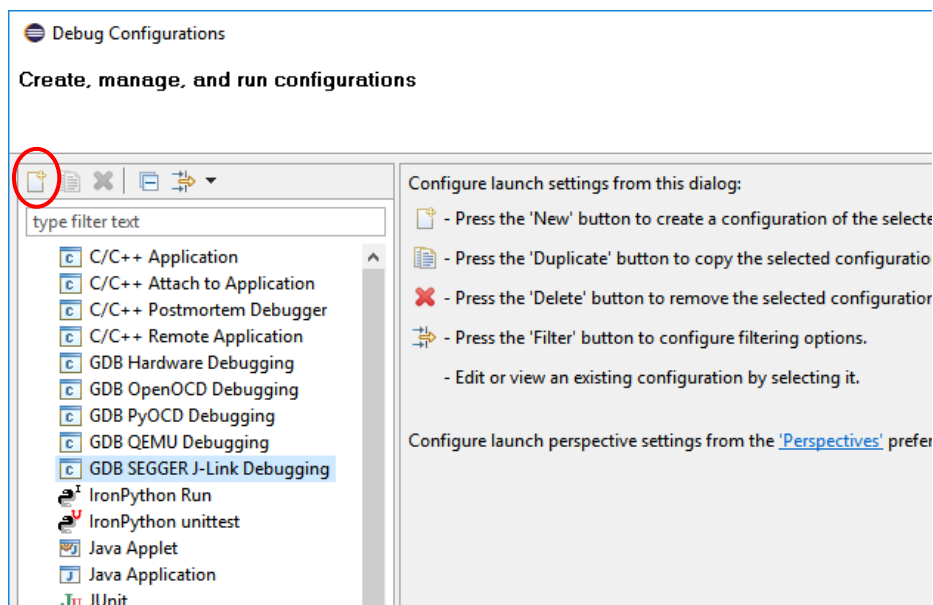 Debug Configurations
Create, manage, and run configurations
type filter text
C/C++ Application
C/C++ Attach to Application
C/C++ Postmortem Debugger
C/C++ Remote Application
GDB Hardware Debugging
GDB OpenOCD Debugging
GDB PyOCD Debugging
GDB QEMU Debugging
GDB SEGGER J-Link Debugging
IronPython Run
IronPython unittest
Java Applet
Java Application
JUnit
Configure launch settings from this dialog:
- Press the 'New' button to create a configuration of the selecte
- Press the 'Duplicate' button to copy the selected configuratio
- Press the 'Delete' button to remove the selected configuration
- Press the 'Filter' button to configure filtering options.
- Edit or view an existing configuration by selecting it.
Configure launch perspective settings from the 'Perspectives' prefer